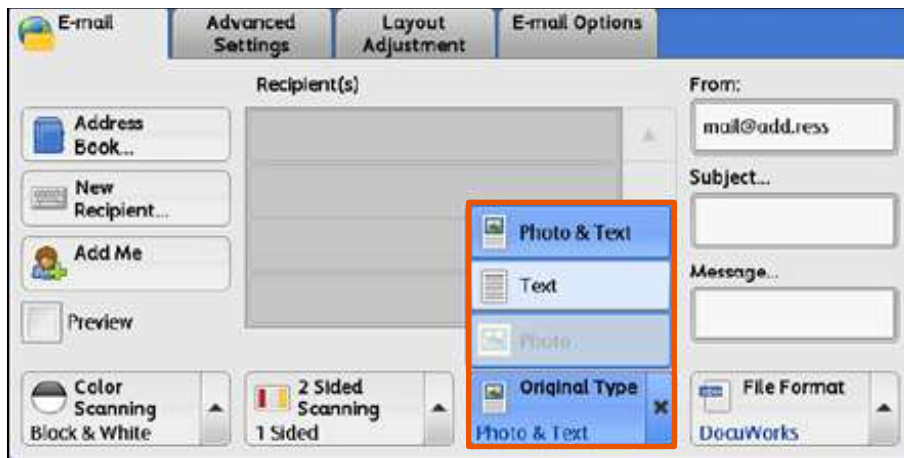 E-mail
Advanced
Settings
Layout
Adjustment
E-mail Options
Recipient(s)
From:
Address
Book...
mail@add.ress
New
Recipient...
Subject...
Add Me
Photo & Text
Text
Message...
Preview
Photo
Color
Scanning
Black & White
2 Sided
Scanning
1 Sided
Original Type
Photo & Text
File Format
DocuWorks